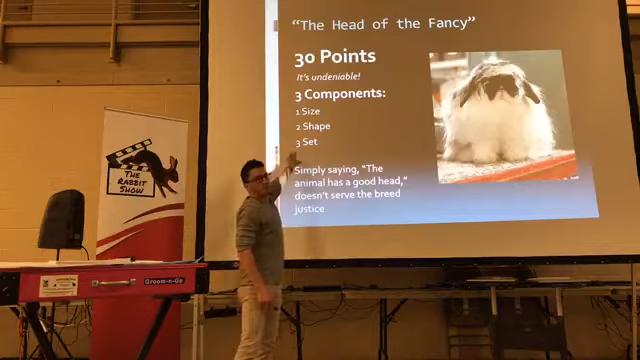 "The Head of the Fancy"
30 Points
It's undeniable!
3 Components:
1 Size
2 Shape
3 Set
Simply saying, "The
animal has a good head,"
doesn't serve the breed
justice
THE
RABBIT
SHOW
Groom-n-Go